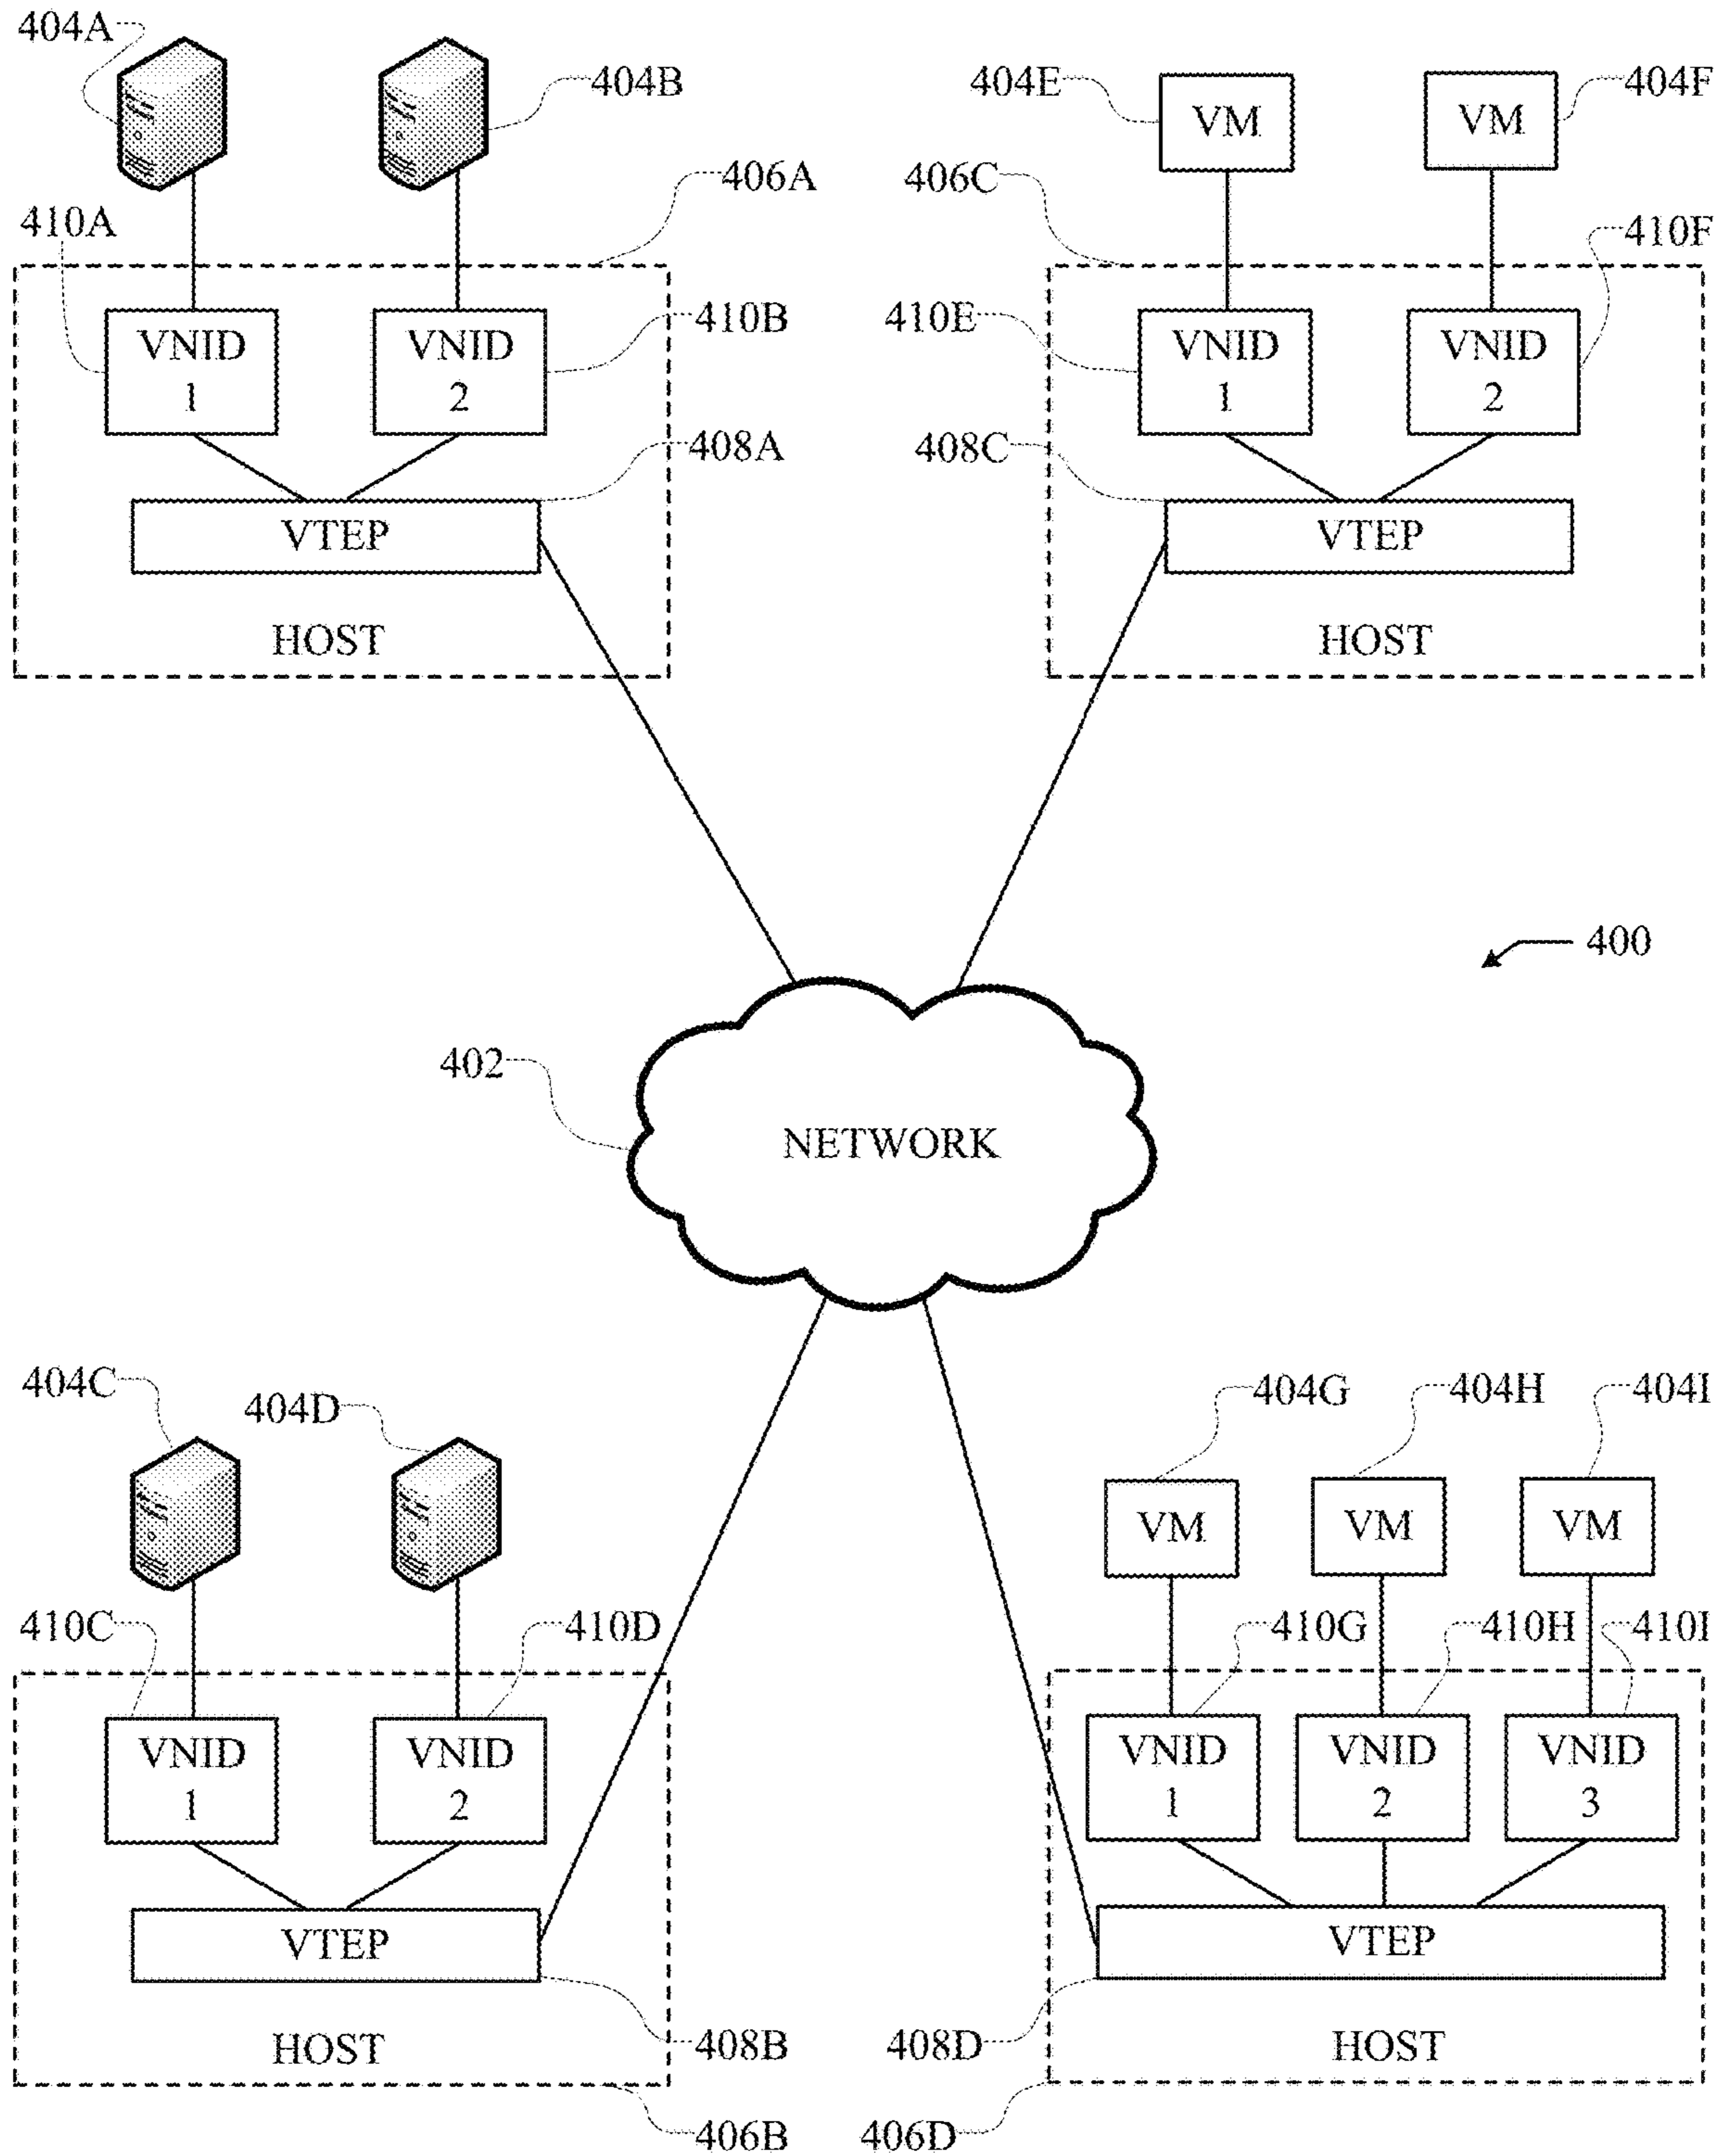 404A
404B
404E
VM
VM
404F
406A
406C
410A
410F
VNID
1
VNID
2
410B
410E
VNID
1
VNID
2
408A
408C
VTEP
VTEP
HOST
HOST
400
402
NETWORK
404C
404D
404G
404H
404I
VM
VM
VM
410C
410D
410G
410H
410I
VNID
1
VNID
2
VNID
1
VNID
2
VNID
3
VTEP
VTEP
HOST
408B
408D
HOST
406B
406D